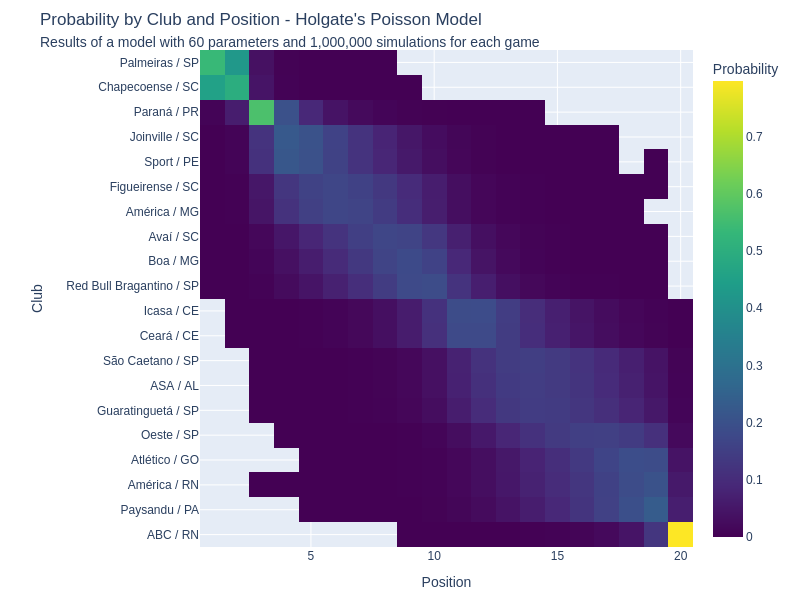 Probability by Club and Position - Holgate's Poisson Model
Results of a model with 60 parameters and 1,000,000 simulations for each game
Probability
Palmeiras / SP
Chapecoense / SC
Paraná / PR
Joinville / SC
Sport / PE
Figueirense / SC
América / MG
Avaí / SC
Boa / MG
Red Bull Bragantino / SP
Icasa / CE
Ceará / CE
São Caetano / SP
ASA / AL
Guaratinguetá / SP
Oeste / SP
Atlético / GO
América / RN
Paysandu / PA
ABC / RN
Club
5
10
15
20
Position
0.7
0.6
0.5
0.4
0.3
0.2
0.1
0